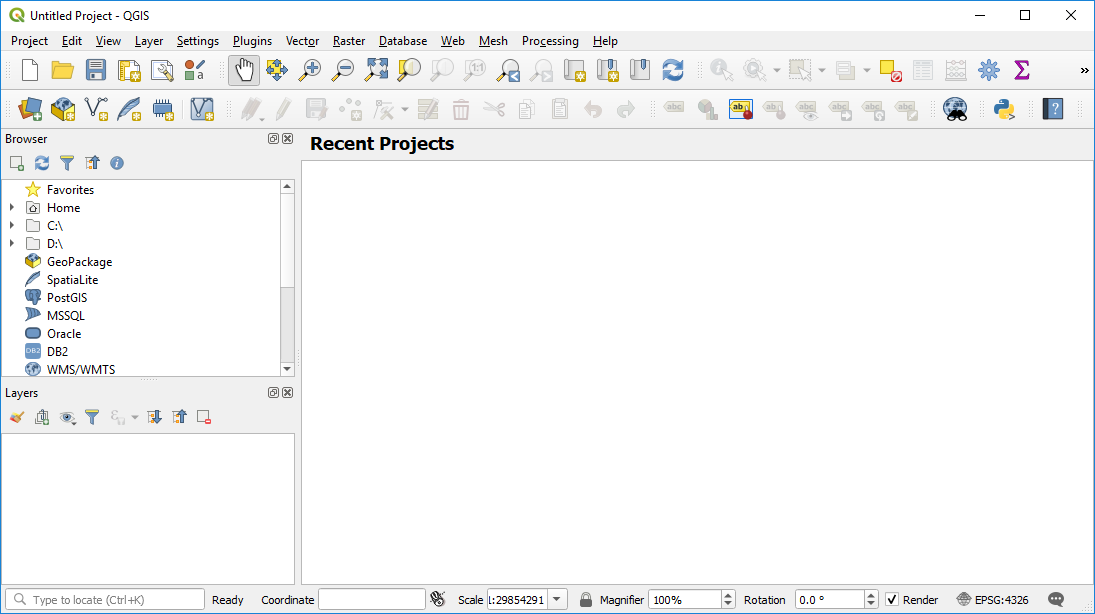 Untitled Project - QGIS
Project Edit View Layer Settings Plugins Vector Raster Database Web Mesh Processing Help
Browser
Recent Projects
Favorites
Home
C:\
D:\
GeoPackage
SpatiaLite
PostGIS
MSSQL
Oracle
DB2 DB2
WMS/WMTS
Layers
Type to locate (Ctrl+K) Ready Coordinate Scale 1:29854291 Magnifier 100% Rotation 0.0 ° Render EPSG:4326